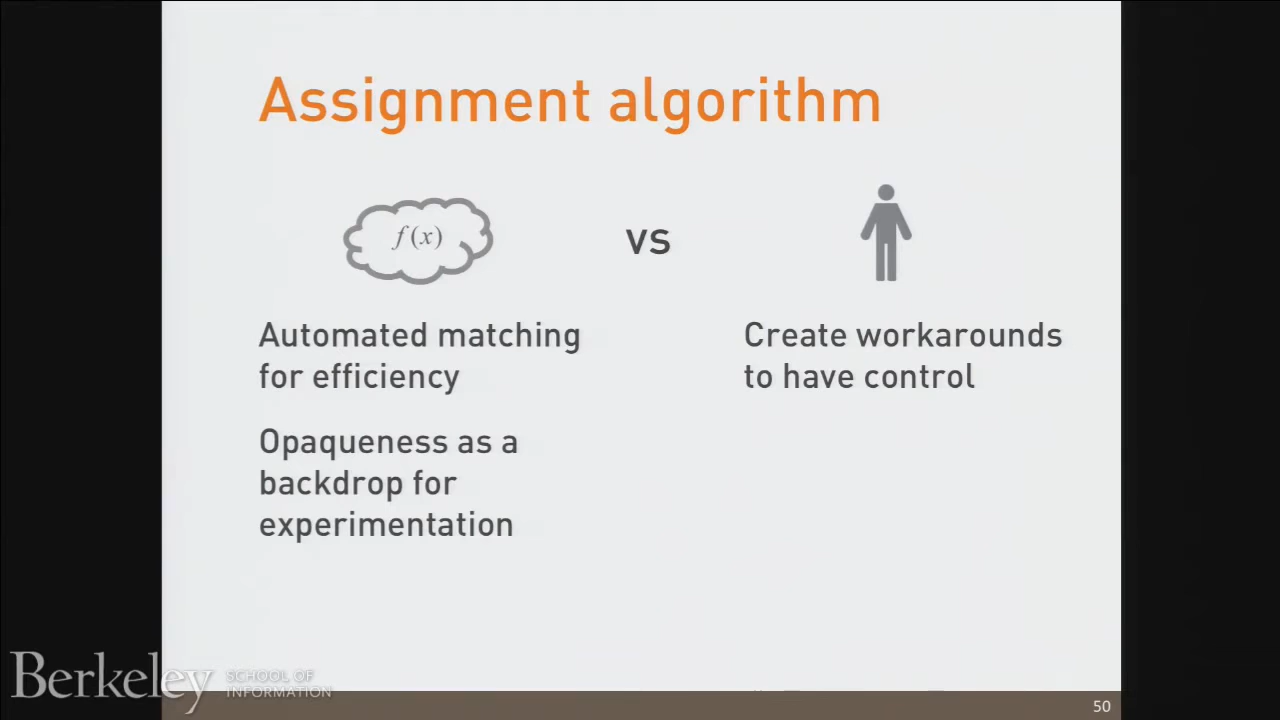 Assignment algorithm
f(x)
vs
Automated matching
for efficiency
Opaqueness as a
backdrop for
experimentation
Create workarounds
to have control
Berkeley
SCHOOL OF
INFORMATION
50